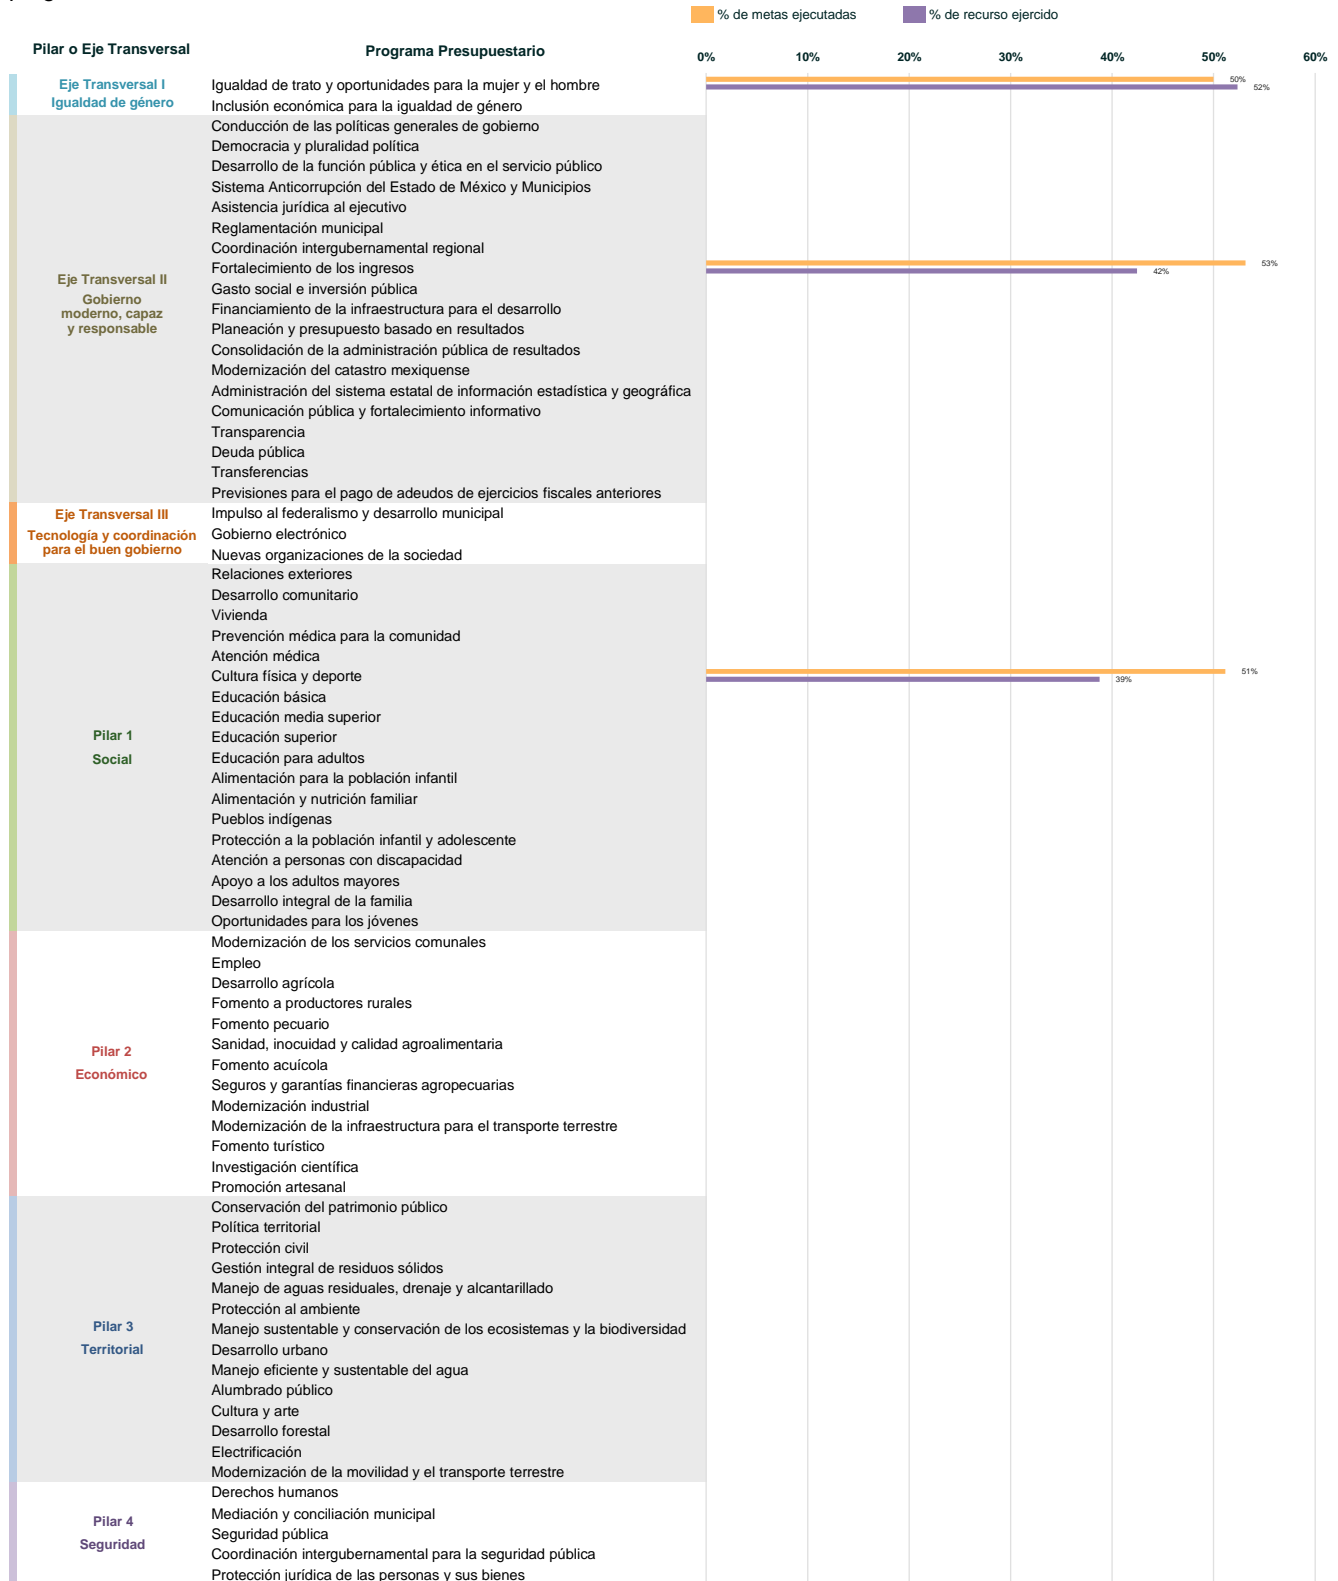 % de metas ejecutadas % de recurso ejercido
Pilar o Eje Transversal Programa Presupuestario 0% 10% 20% 30% 40% 50% 60%
Eje Transversal I
Igualdad de género
Igualdad de trato y oportunidades para la mujer y el hombre 50%
52%
Inclusión económica para la igualdad de género
Eje Transversal II
Gobierno
moderno, capaz
y responsable
Conducción de las políticas generales de gobierno
Democracia y pluralidad política
Desarrollo de la función pública y ética en el servicio público
Sistema Anticorrupción del Estado de México y Municipios
Asistencia jurídica al ejecutivo
Reglamentación municipal
Coordinación intergubernamental regional
Fortalecimiento de los ingresos 53%
42%
Gasto social e inversión pública
Financiamiento de la infraestructura para el desarrollo
Planeación y presupuesto basado en resultados
Consolidación de la administración pública de resultados
Modernización del catastro mexiquense
Administración del sistema estatal de información estadística y geográfica
Comunicación pública y fortalecimiento informativo
Transparencia
Deuda pública
Transferencias
Previsiones para el pago de adeudos de ejercicios fiscales anteriores
Eje Transversal III
Tecnología y coordinación
para el buen gobierno
Impulso al federalismo y desarrollo municipal
Gobierno electrónico
Nuevas organizaciones de la sociedad
Pilar 1
Social
Relaciones exteriores
Desarrollo comunitario
Vivienda
Prevención médica para la comunidad
Atención médica
Cultura física y deporte 51%
39%
Educación básica
Educación media superior
Educación superior
Educación para adultos
Alimentación para la población infantil
Alimentación y nutrición familiar
Pueblos indígenas
Protección a la población infantil y adolescente
Atención a personas con discapacidad
Apoyo a los adultos mayores
Desarrollo integral de la familia
Oportunidades para los jóvenes
Pilar 2
Económico
Modernización de los servicios comunales
Empleo
Desarrollo agrícola
Fomento a productores rurales
Fomento pecuario
Sanidad, inocuidad y calidad agroalimentaria
Fomento acuícola
Seguros y garantías financieras agropecuarias
Modernización industrial
Modernización de la infraestructura para el transporte terrestre
Fomento turístico
Investigación científica
Promoción artesanal
Pilar 3
Territorial
Conservación del patrimonio público
Política territorial
Protección civil
Gestión integral de residuos sólidos
Manejo de aguas residuales, drenaje y alcantarillado
Protección al ambiente
Manejo sustentable y conservación de los ecosistemas y la biodiversidad
Desarrollo urbano
Manejo eficiente y sustentable del agua
Alumbrado público
Cultura y arte
Desarrollo forestal
Electrificación
Modernización de la movilidad y el transporte terrestre
Pilar 4
Seguridad
Derechos humanos
Mediación y conciliación municipal
Seguridad pública
Coordinación intergubernamental para la seguridad pública
Protección jurídica de las personas y sus bienes